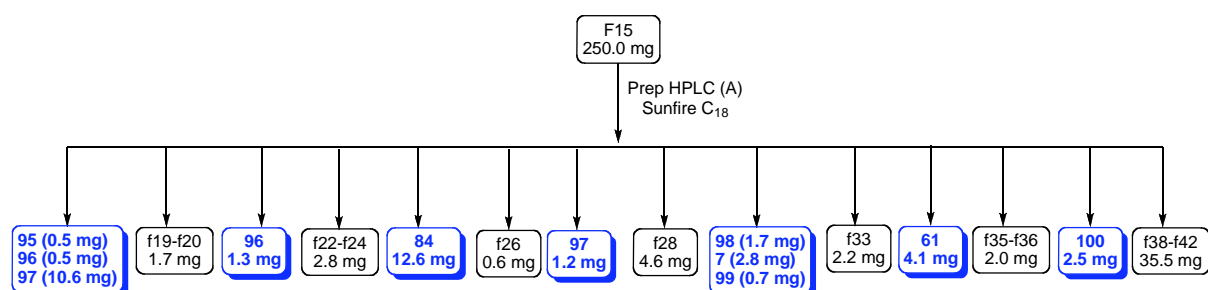 F15
250.0 mg
Prep HPLC (A)
Sunfire C18
95 (0.5 mg)
96 (0.5 mg)
97 (10.6 mg)
f19-f20
1.7 mg
96
1.3 mg
f22-f24
2.8 mg
84
12.6 mg
f26
0.6 mg
97
1.2 mg
f28
4.6 mg
98 (1.7 mg)
7 (2.8 mg)
99 (0.7 mg)
f33
2.2 mg
61
4.1 mg
f35-f36
2.0 mg
100
2.5 mg
f38-f42
35.5 mg